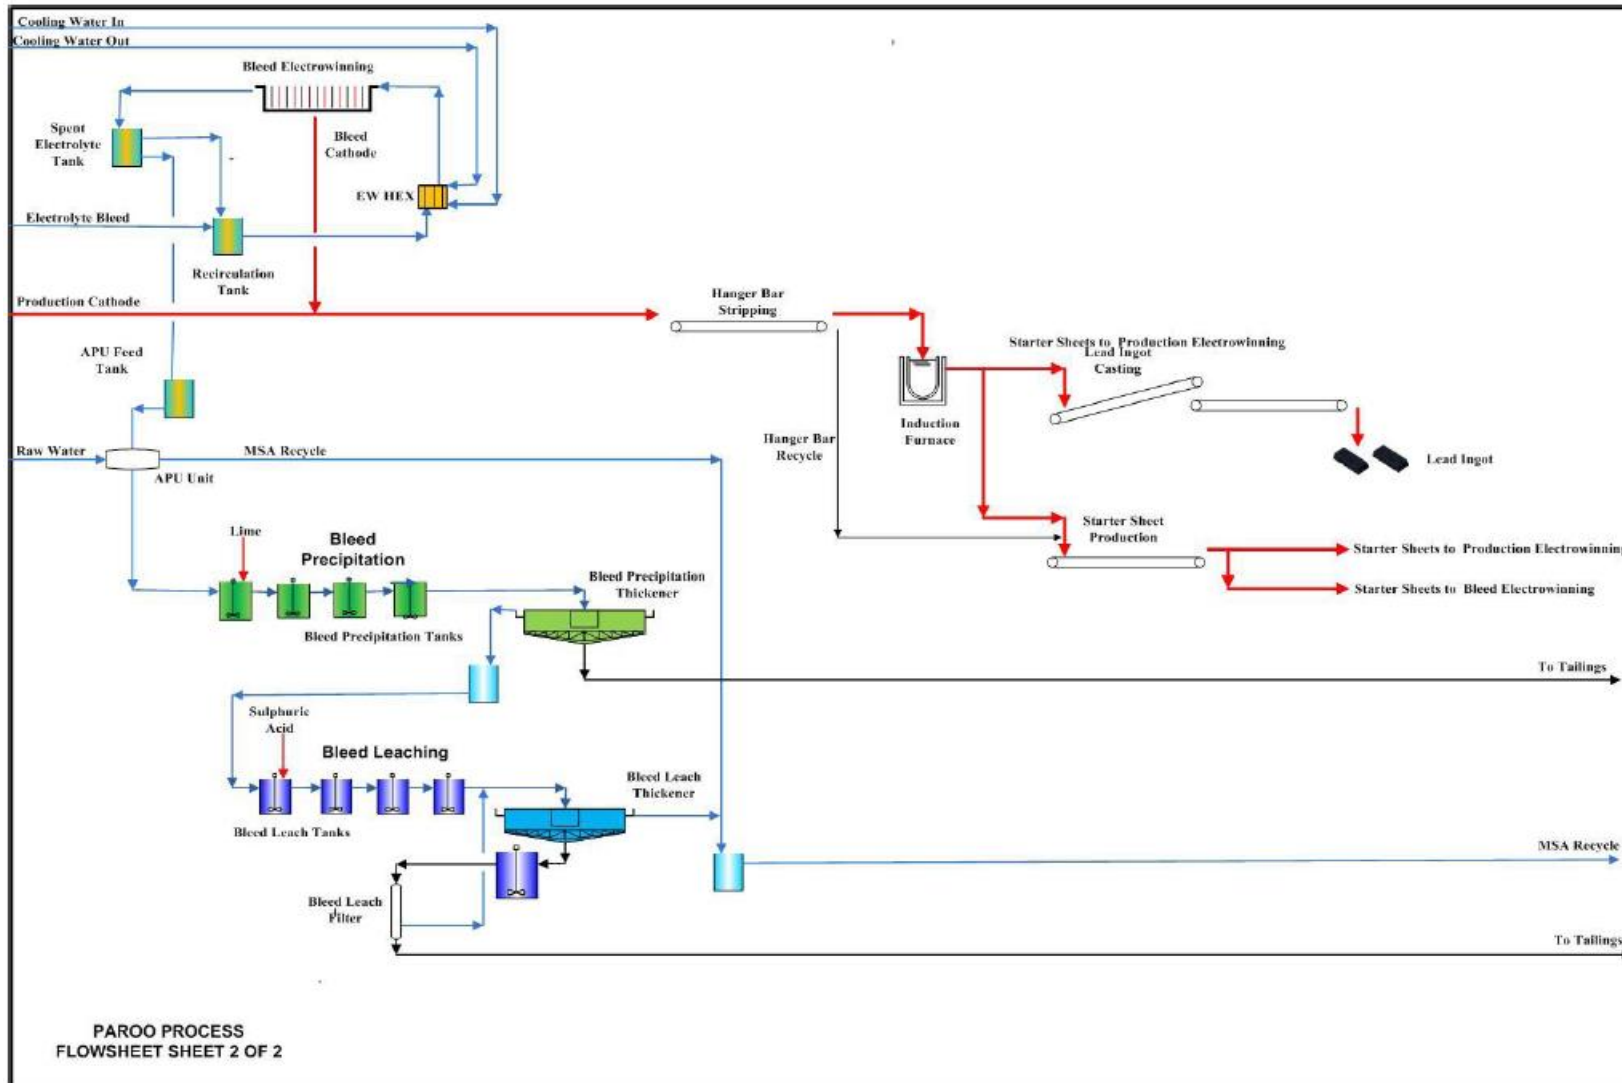 Cooling Water In
Cooling Water Out
Bleed Electrowinning
Spent
Electrolyte
Tank
Bleed
Cathode
EW HEX
Electrolyte Bleed
Recirculation
Tank
Production Cathode
Hanger Bar
Stripping
APU Feed
Tank
Starter Sheets to Production Electrowinning
Lead Ingot
Casting
Induction
Furnace
Hanger Bar
Recycle
Lead Ingot
Raw Water
MSA Recycle
APU Unit
Lime
Bleed
Precipitation
Bleed Precipitation Tanks
Bleed Precipitation
Thickener
Starter Sheet
Production
Starter Sheets to Production Electrowinning
Starter Sheets to Bleed Electrowinning
To Tailings
Sulphuric
Acid
Bleed Leaching
Bleed Leach Tanks
Bleed Leach
Thickener
MSA Recycle
Bleed Leach
Filter
To Tailings
PAROO PROCESS
FLOWSHEET SHEET 2 OF 2